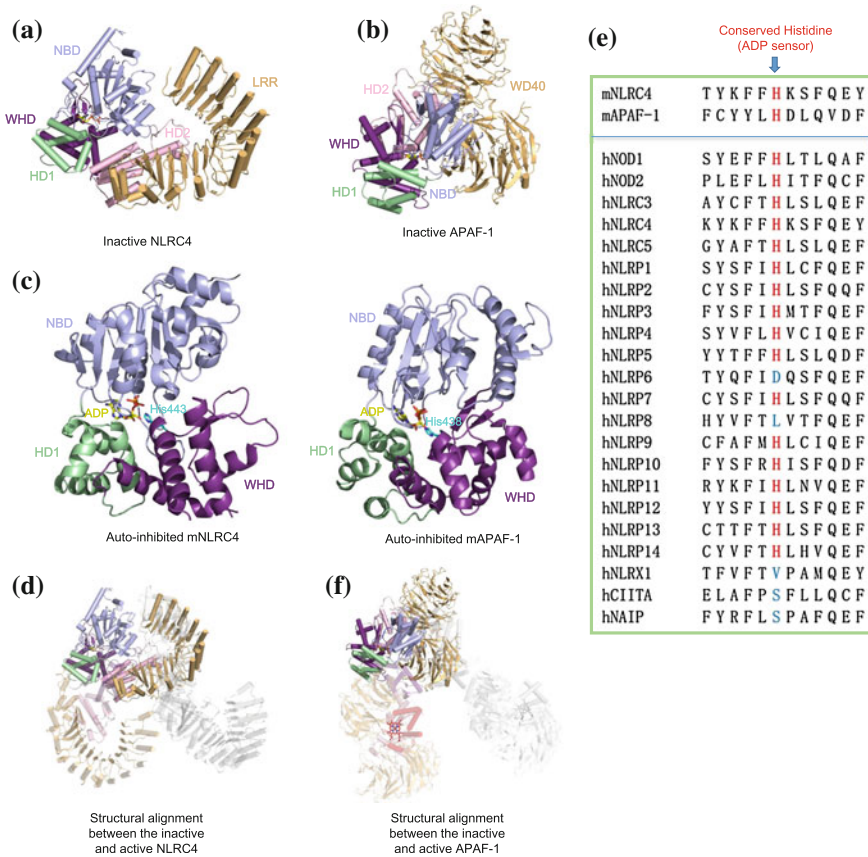 (a)
NBD
LRR
WHD
HD2
HD1
Inactive NLRC4
(b)
HD2
WD40
WHD
HD1
NBD
Inactive APAF-1
(c)
NBD
ADP
His443
HD1
WHD
Auto-inhibited mNLRC4
ADP
His438
HD1
WHD
Auto-inhibited mAPAF-1
NBD
(d)
Structural alignment
between the inactive
and active NLRC4
(f)
Structural alignment
between the inactive
and active APAF-1
(e)
Conserved Histidine
(ADP sensor)
mNLRC4 T Y K F F H K S F Q E Y
mAPAF-1 F C Y Y L H D L Q V D F
hNOD1 S Y E F F H L T L Q A F
hNOD2 P L E F L H I T F Q C F
hNLRC3 A Y C F T H L S L Q E F
hNLRC4 K Y K F F H K S F Q E Y
hNLRC5 G Y A F T H L S L Q E F
hNLRP1 S Y S F I H L C F Q E F
hNLRP2 C Y S F I H L S F Q Q F
hNLRP3 F Y S F I H M T F Q E F
hNLRP4 S Y V F L H V C I Q E F
hNLRP5 Y Y T F F H L S L Q D F
hNLRP6 T Y Q F I D Q S F Q E F
hNLRP7 C Y S F I H L S F Q Q F
hNLRP8 H Y V F T L V T F Q E F
hNLRP9 C F A F M H L C I Q E F
hNLRP10 F Y S F R H I S F Q D F
hNLRP11 R Y K F I H L N V Q E F
hNLRP12 Y Y S F I H L S F Q E F
hNLRP13 C T T F T H L S F Q E F
hNLRP14 C Y V F T H L H V Q E F
hNLRX1 T F V F T V P A M Q E Y
hCIITA E L A F P S F L L Q C F
hNAIP F Y R F L S P A F Q E F